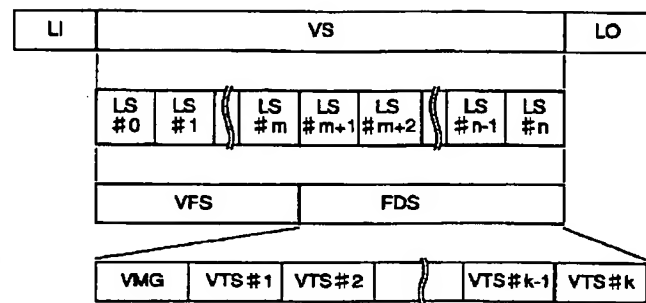 LI VS LO
LS LS LS LS LS LS LS
#0 #1 #m #m+1 #m+2 #n-1 #n
VFS FDS
VMG VTS#1 VTS#2 VTS#k-1 VTS#k